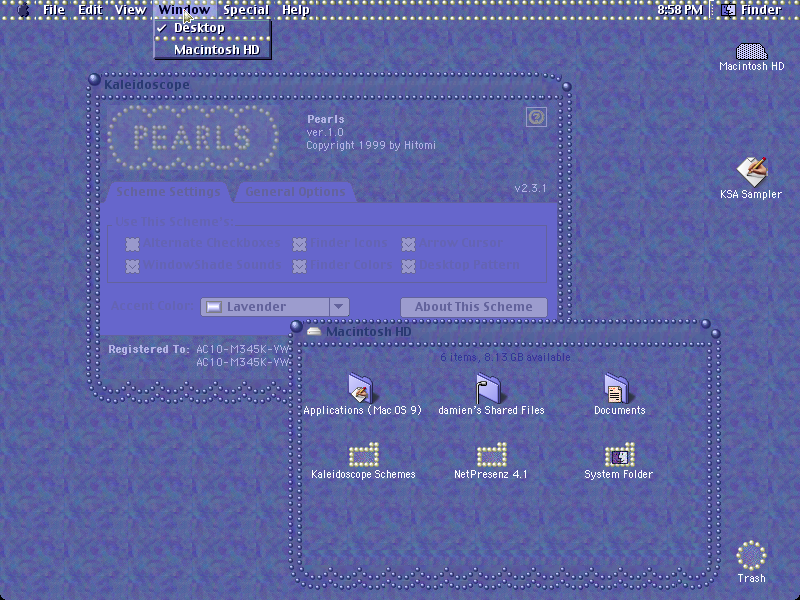 File Edit View Window Special Help 8:58 PM Finder
✓ Desktop
Macintosh HD
Macintosh HD
Kaleidoscope
PEARLS
Pearls
ver.1.0
Copyright 1999 by Hitomi
?
v2.3.1
Scheme Settings General Options
KSA Sampler
Use This Scheme's
Alternate Checkboxes Finder Icons Arrow Cursor
WindowShade Sounds Finder Colors Desktop Pattern
Accent Color: Lavender About This Scheme
Registered To: AC10-M345K-VW
AC10-M345K-VW
Macintosh HD
6 items, 8.13 GB available
Applications (Mac OS 9) damien's Shared Files Documents
Kaleidoscope Schemes NetPresenz 4.1 System Folder
Trash